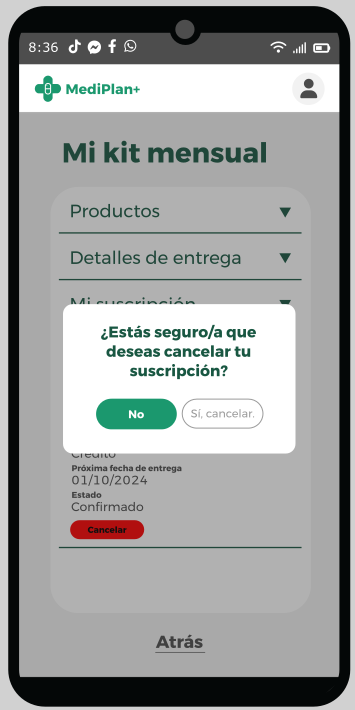 8:36
MediPlan+
Mi kit mensual
Productos
Detalles de entrega
Mi suscripción
¿Estás seguro/a que
deseas cancelar tu
suscripción?
No
Sí, cancelar.
Crédito
Próxima fecha de entrega
01/10/2024
Estado
Confirmado
Cancelar
Atrás